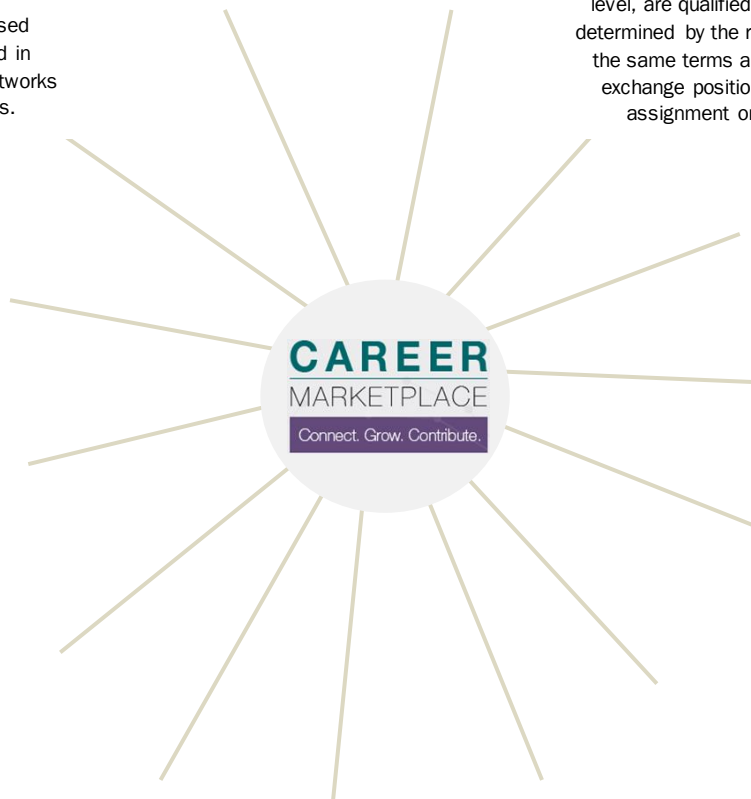 sed
d in
tworks
s.
level, are qualified
determined by the r
the same terms a
exchange positio
assignment or
CAREER
MARKETPLACE
Connect. Grow. Contribute.